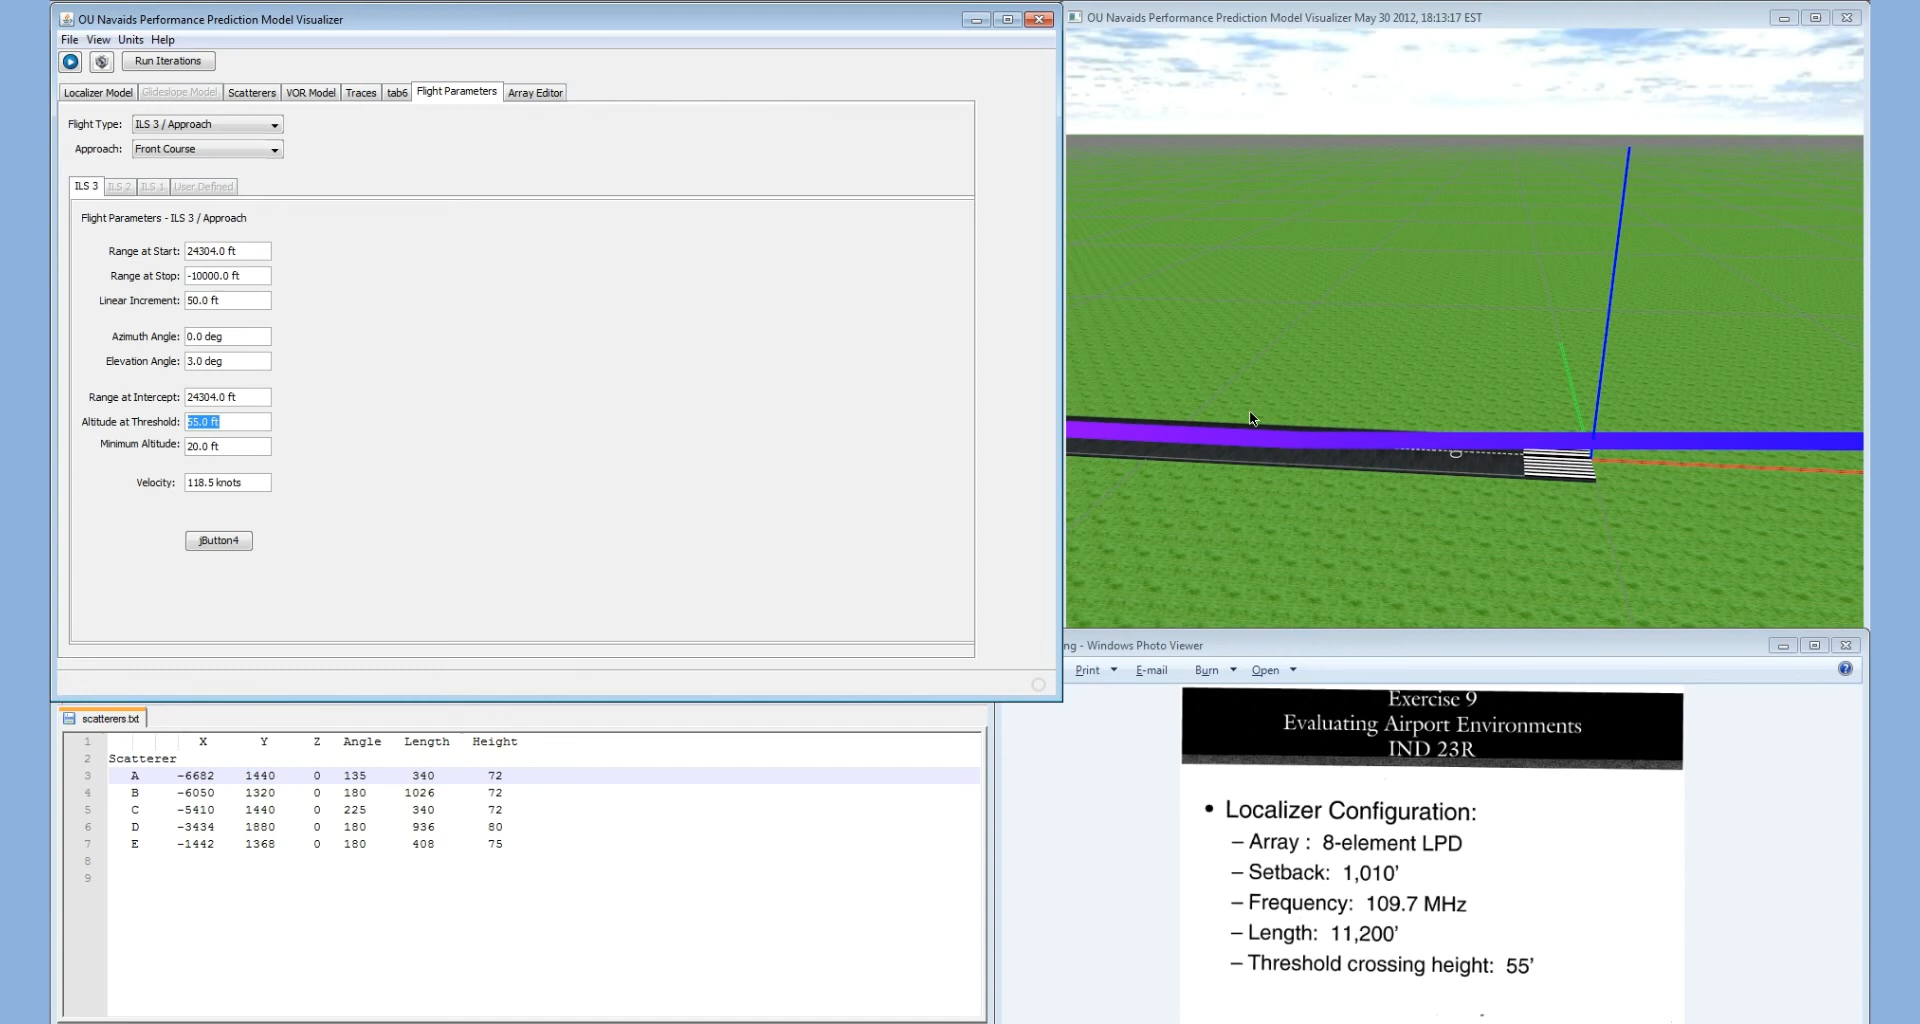 OU Navaids Performance Prediction Model Visualizer
File View Units Help
Run Iterations
Localizer Model Glideslope Model Scatterers VOR Model Traces tab6 Flight Parameters Array Editor
Flight Type: ILS 3 / Approach
Approach: Front Course
ILS 3 ILS 2 ILS 1 User Defined
Flight Parameters - ILS 3 / Approach
Range at Start: 24304.0 ft
Range at Stop: -10000.0 ft
Linear Increment: 50.0 ft
Azimuth Angle: 0.0 deg
Elevation Angle: 3.0 deg
Range at Intercept: 24304.0 ft
Altitude at Threshold: 55.0 ft
Minimum Altitude: 20.0 ft
Velocity: 118.5 knots
jButton4
OU Navaids Performance Prediction Model Visualizer May 30 2012, 18:13:17 EST
scatterers.txt
1 X Y Z Angle Length Height
2 Scatterer
3 A -6682 1440 0 135 340 72
4 B -6050 1320 0 180 1026 72
5 C -5410 1440 0 225 340 72
6 D -3434 1880 0 180 936 80
7 E -1442 1368 0 180 408 75
8
9
ng - Windows Photo Viewer
Print E-mail Burn Open
Exercise 9
Evaluating Airport Environments
IND 23R
• Localizer Configuration:
– Array : 8-element LPD
– Setback: 1,010'
– Frequency: 109.7 MHz
– Length: 11,200'
– Threshold crossing height: 55'